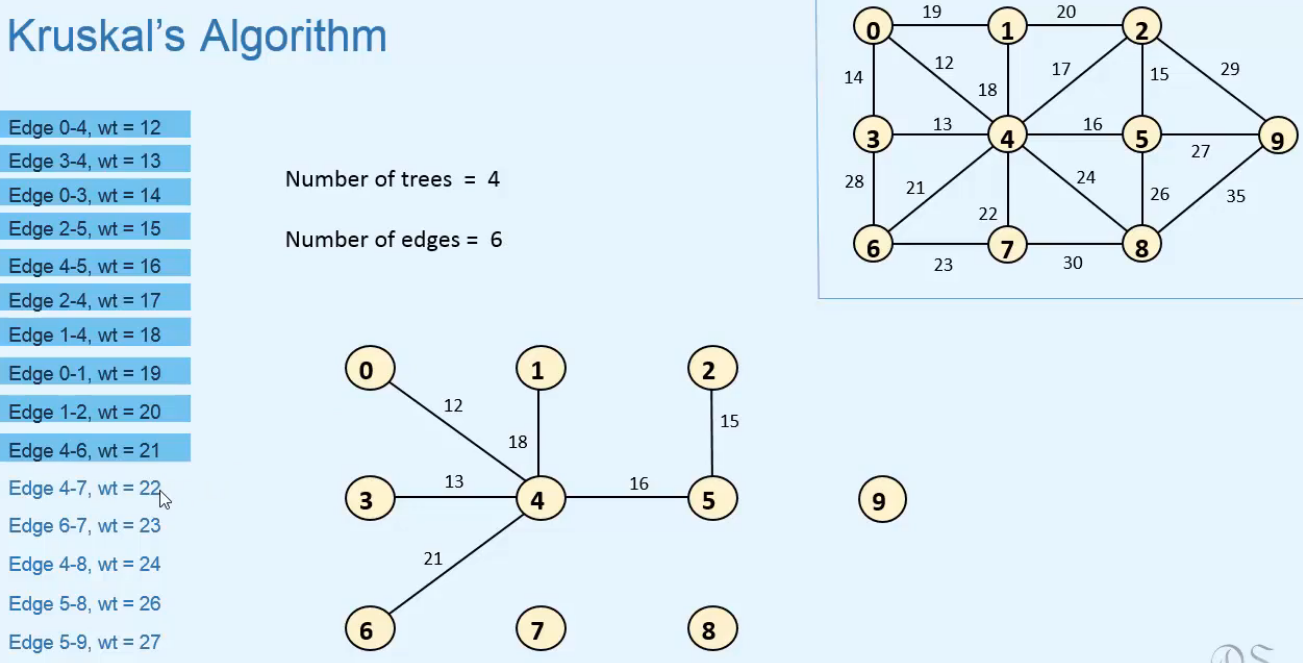 Kruskal's Algorithm
Edge 0-4, wt = 12
Edge 3-4, wt = 13
Edge 0-3, wt = 14
Edge 2-5, wt = 15
Edge 4-5, wt = 16
Edge 2-4, wt = 17
Edge 1-4, wt = 18
Edge 0-1, wt = 19
Edge 1-2, wt = 20
Edge 4-6, wt = 21
Edge 4-7, wt = 22
Edge 6-7, wt = 23
Edge 4-8, wt = 24
Edge 5-8, wt = 26
Edge 5-9, wt = 27
Number of trees = 4
Number of edges = 6
0 1 2
12 18 15
3 13 4 16 5 9
21
6 7 8
0 19 1 20 2
14 12 18 17 15 29
3 13 4 16 5 27 9
28 21 22 24 26 35
6 23 7 30 8